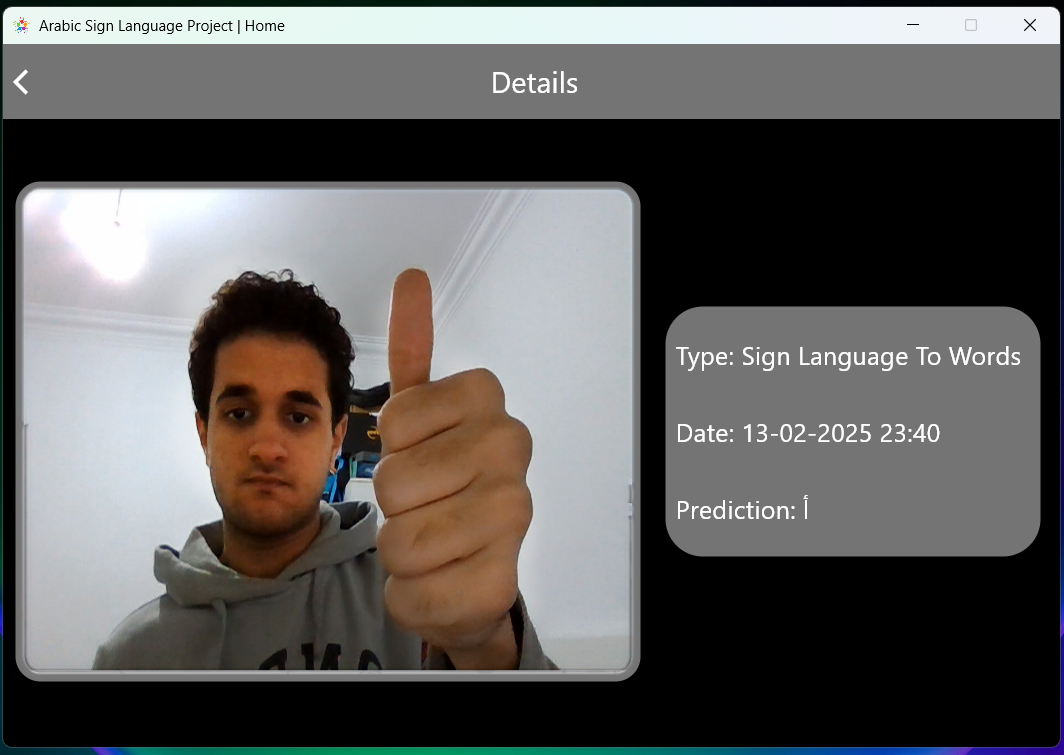 Arabic Sign Language Project | Home
Details
Type: Sign Language To Words
Date: 13-02-2025 23:40
Prediction: أ